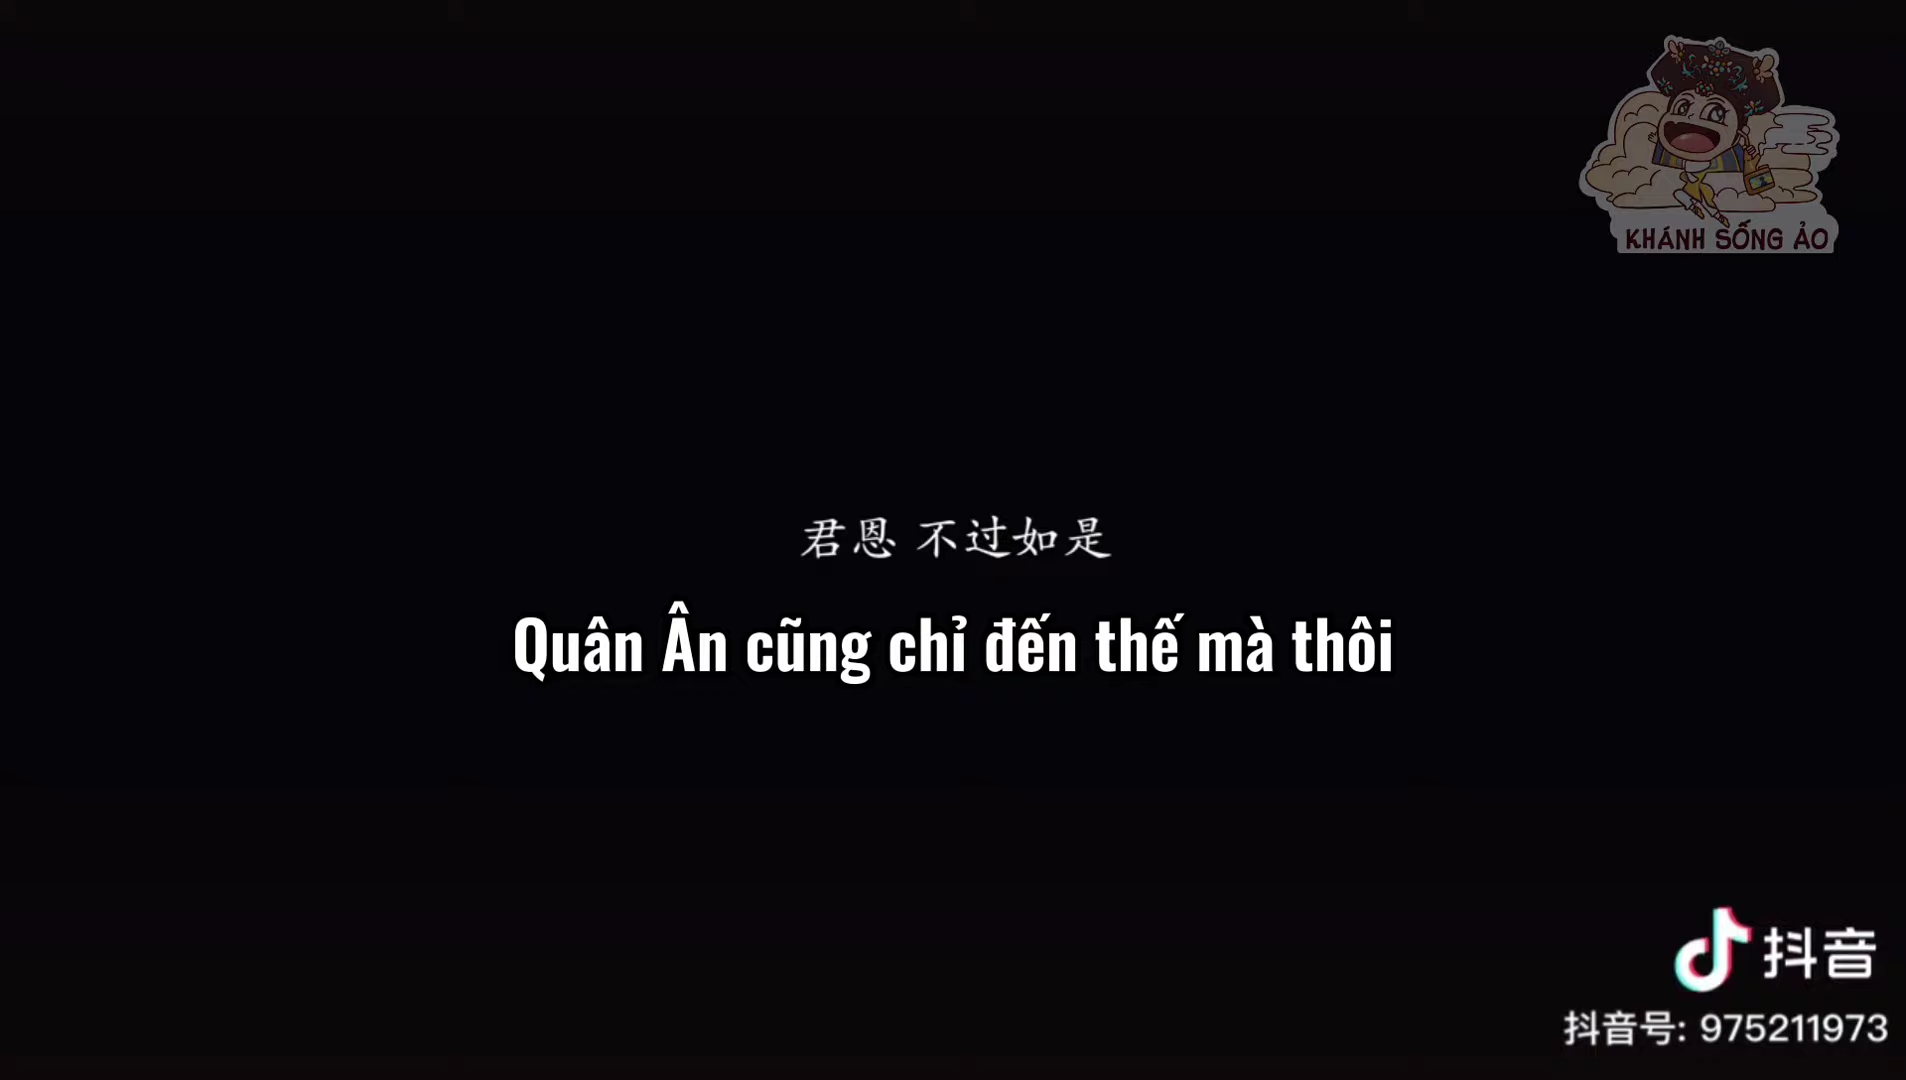 KHÁNH SỐNG ẢO
君恩 不过如是
Quân Ân cũng chỉ đến thế mà thôi
抖音
抖音号: 975211973